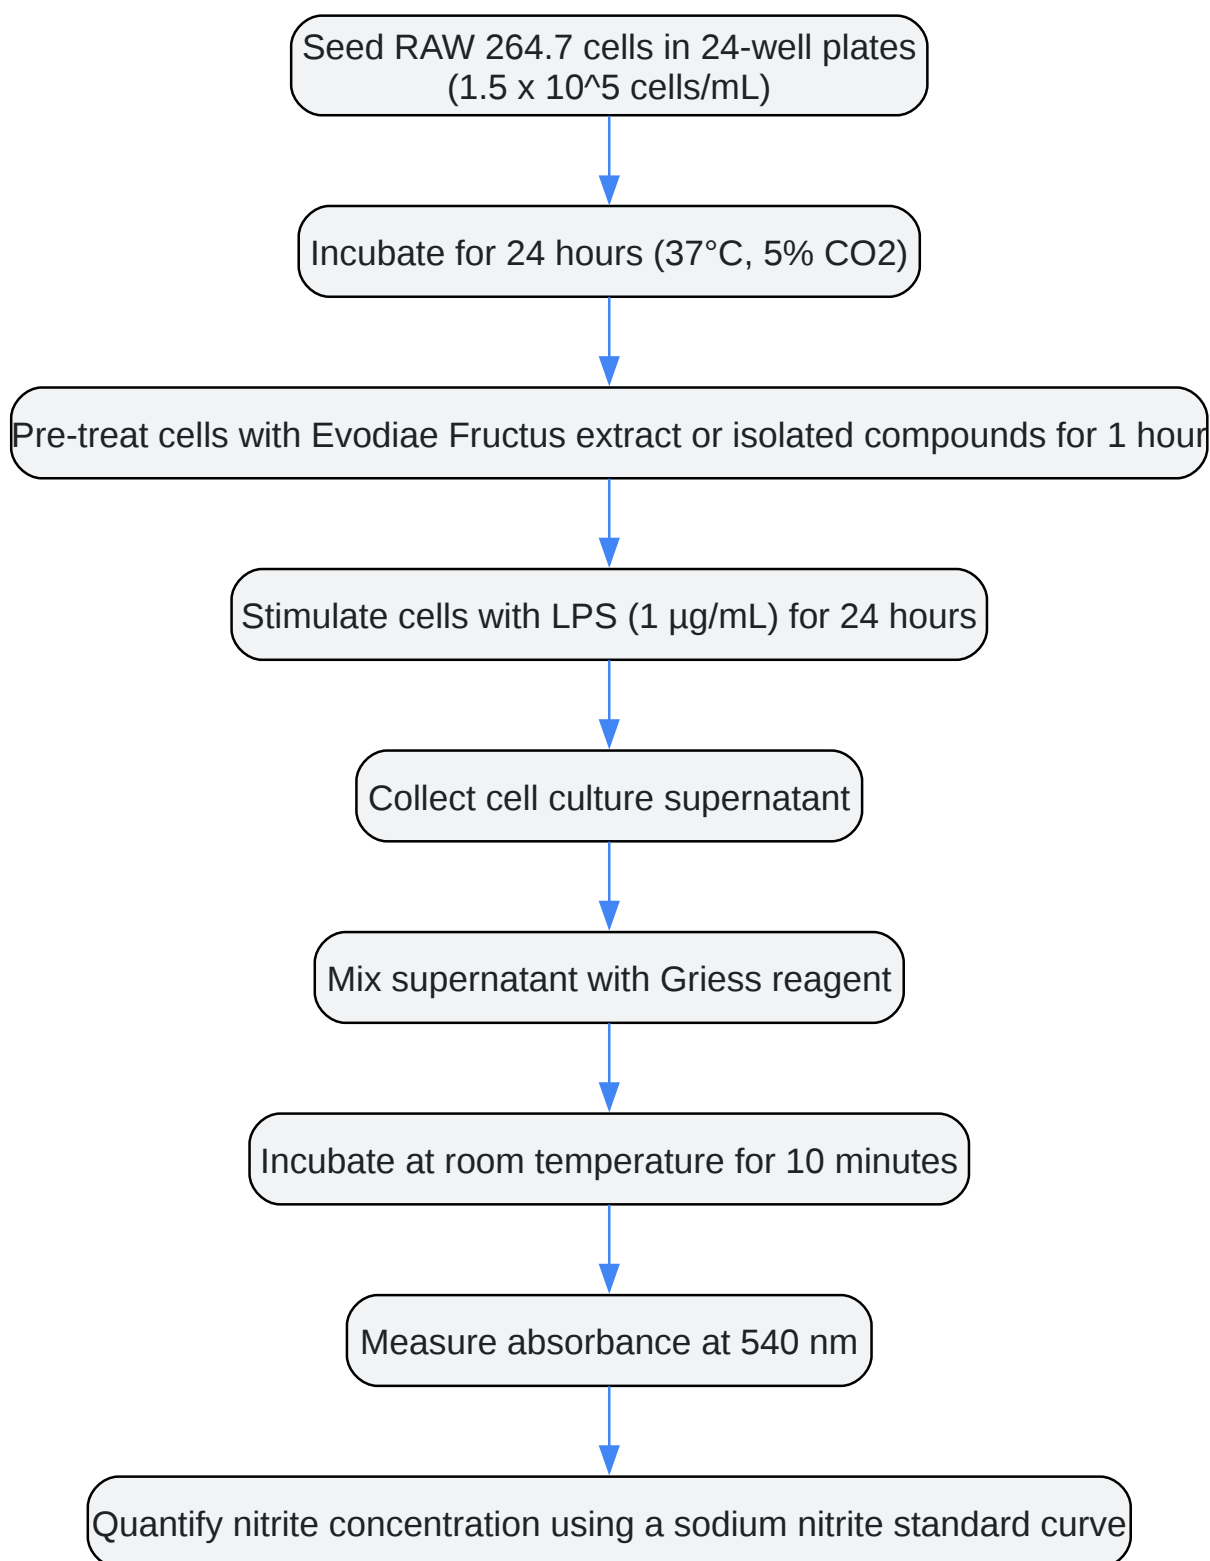 Seed RAW 264.7 cells in 24-well plates
(1.5 x 10^5 cells/mL)
Incubate for 24 hours (37°C, 5% CO2)
Pre-treat cells with Evodiae Fructus extract or isolated compounds for 1 hour
Stimulate cells with LPS (1 µg/mL) for 24 hours
Collect cell culture supernatant
Mix supernatant with Griess reagent
Incubate at room temperature for 10 minutes
Measure absorbance at 540 nm
Quantify nitrite concentration using a sodium nitrite standard curve